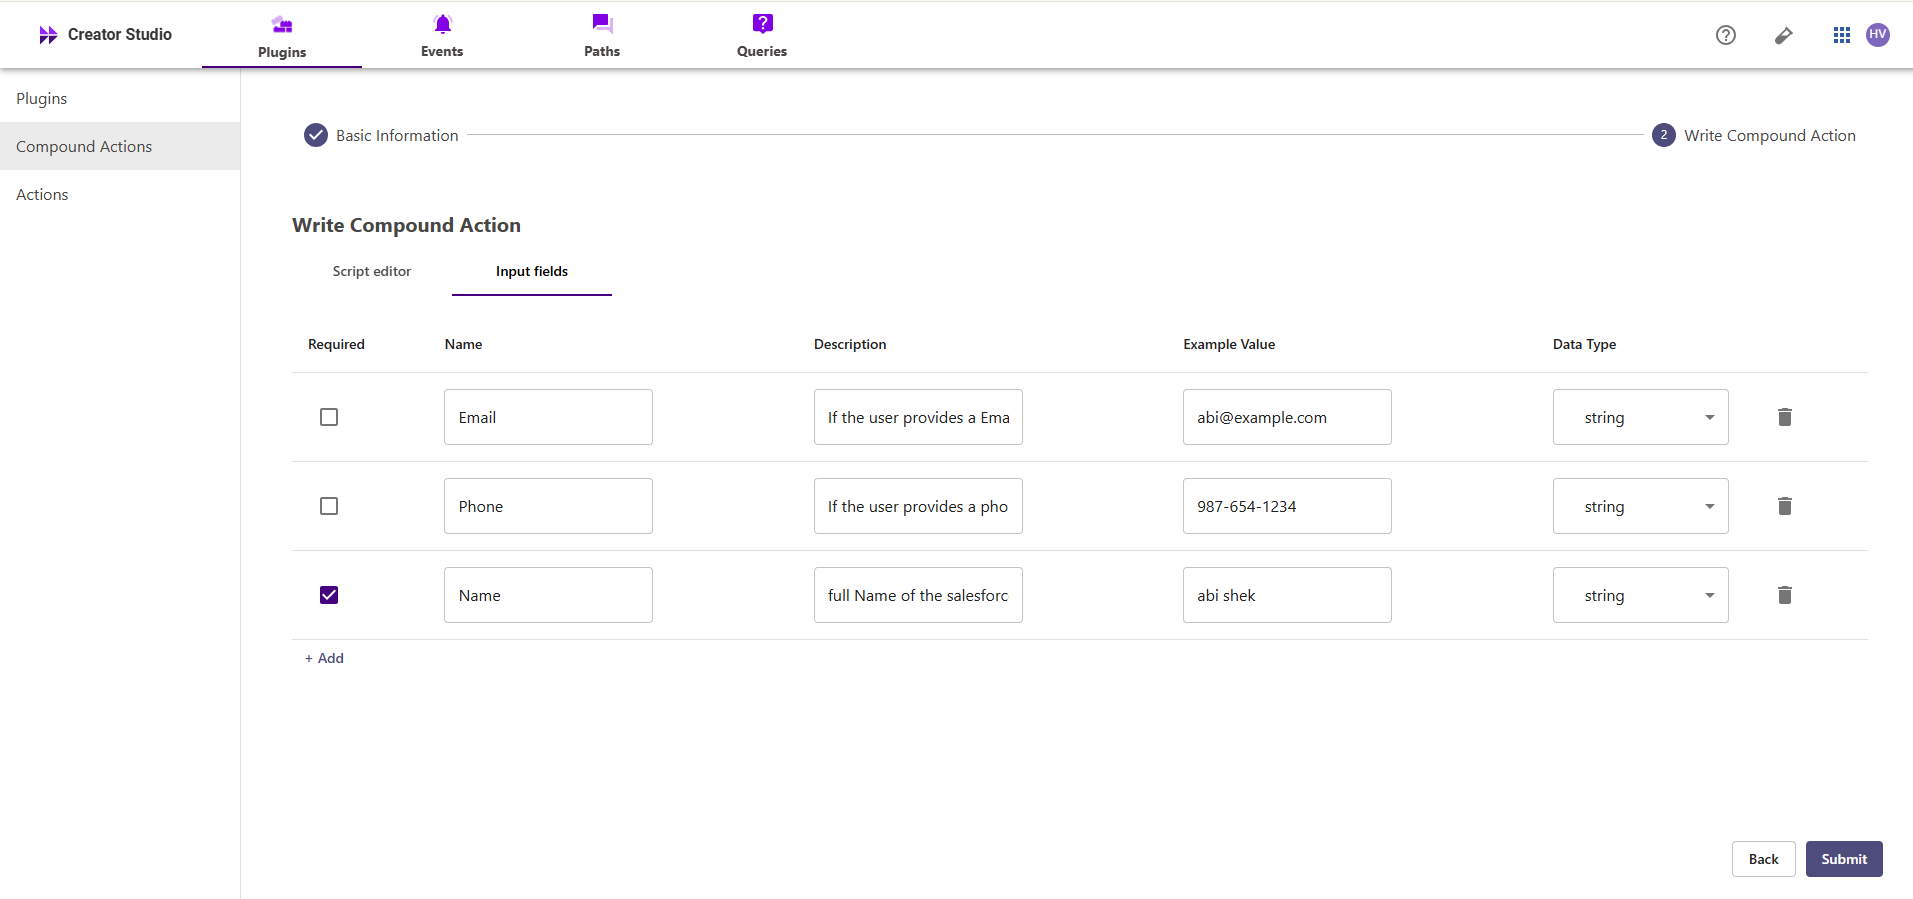 Creator Studio
Plugins
Events
Paths
Queries
HV
Plugins
Compound Actions
Actions
Basic Information
2
Write Compound Action
Write Compound Action
Script editor
Input fields
Required
Name
Description
Example Value
Data Type
Email
If the user provides a Ema
abi@example.com
string
Phone
If the user provides a pho
987-654-1234
string
Name
full Name of the salesforc
abi shek
string
+ Add
Back
Submit